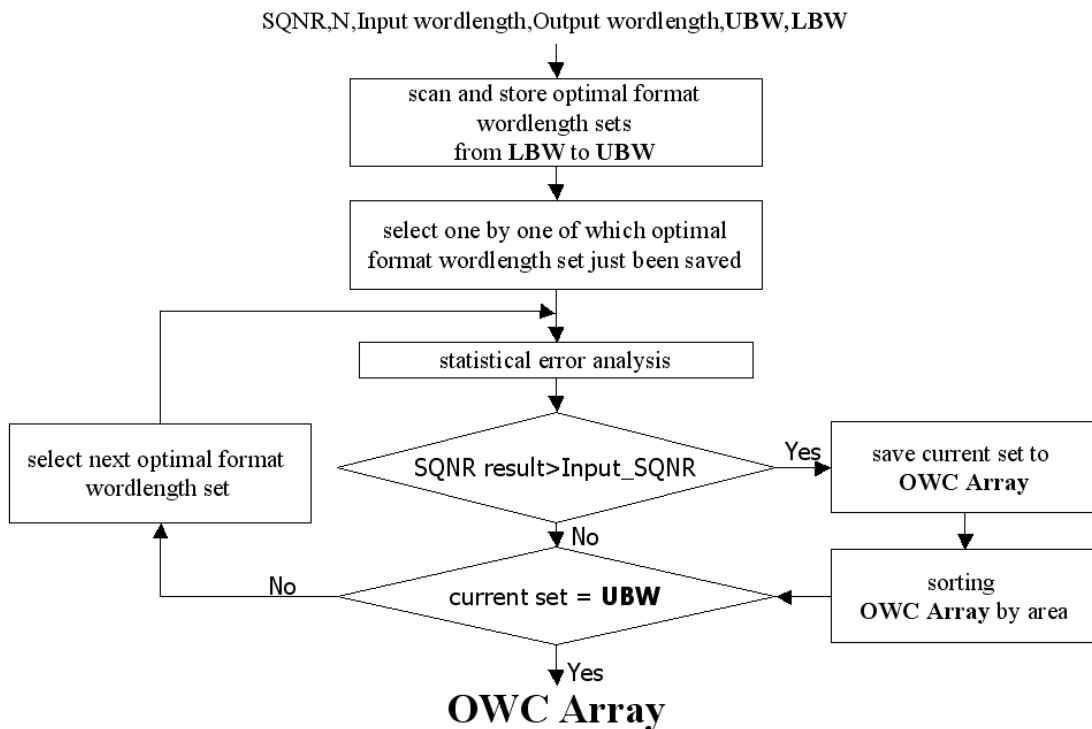 SQNR,N,Input wordlength,Output wordlength,UBW,LBW
scan and store optimal format
wordlength sets
from LBW to UBW
select one by one of which optimal
format wordlength set just been saved
statistical error analysis
SQNR result>Input_SQNR
Yes
save current set to
OWC Array
select next optimal format
wordlength set
No
sorting
OWC Array by area
current set = UBW
No
Yes
OWC Array